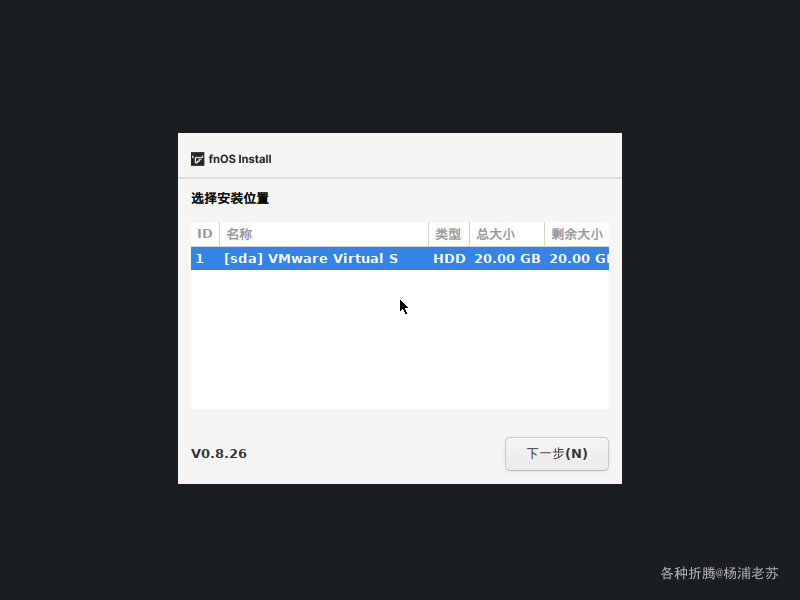 fnOS Install
选择安装位置
ID 名称 类型 总大小 剩余大小
1 [sda] VMware Virtual S HDD 20.00 GB 20.00 G
V0.8.26 下一步(N)
各种折腾@杨浦老苏